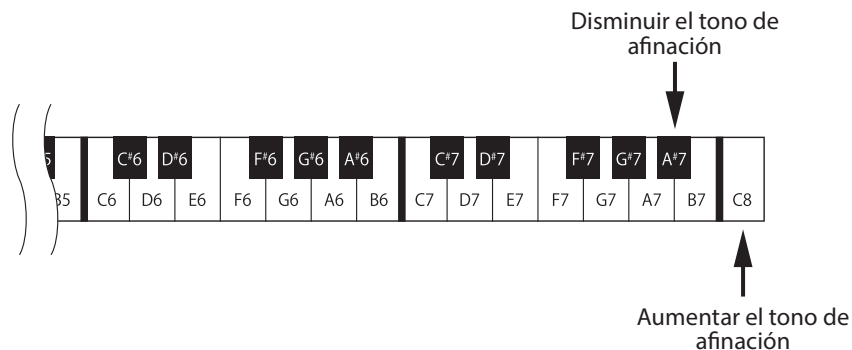 Disminuir el tono de
afinación
5 C#6 D#6 F#6 G#6 A#6 C#7 D#7 F#7 G#7 A#7
B5 C6 D6 E6 F6 G6 A6 B6 C7 D7 E7 F7 G7 A7 B7 C8
Aumentar el tono de
afinación